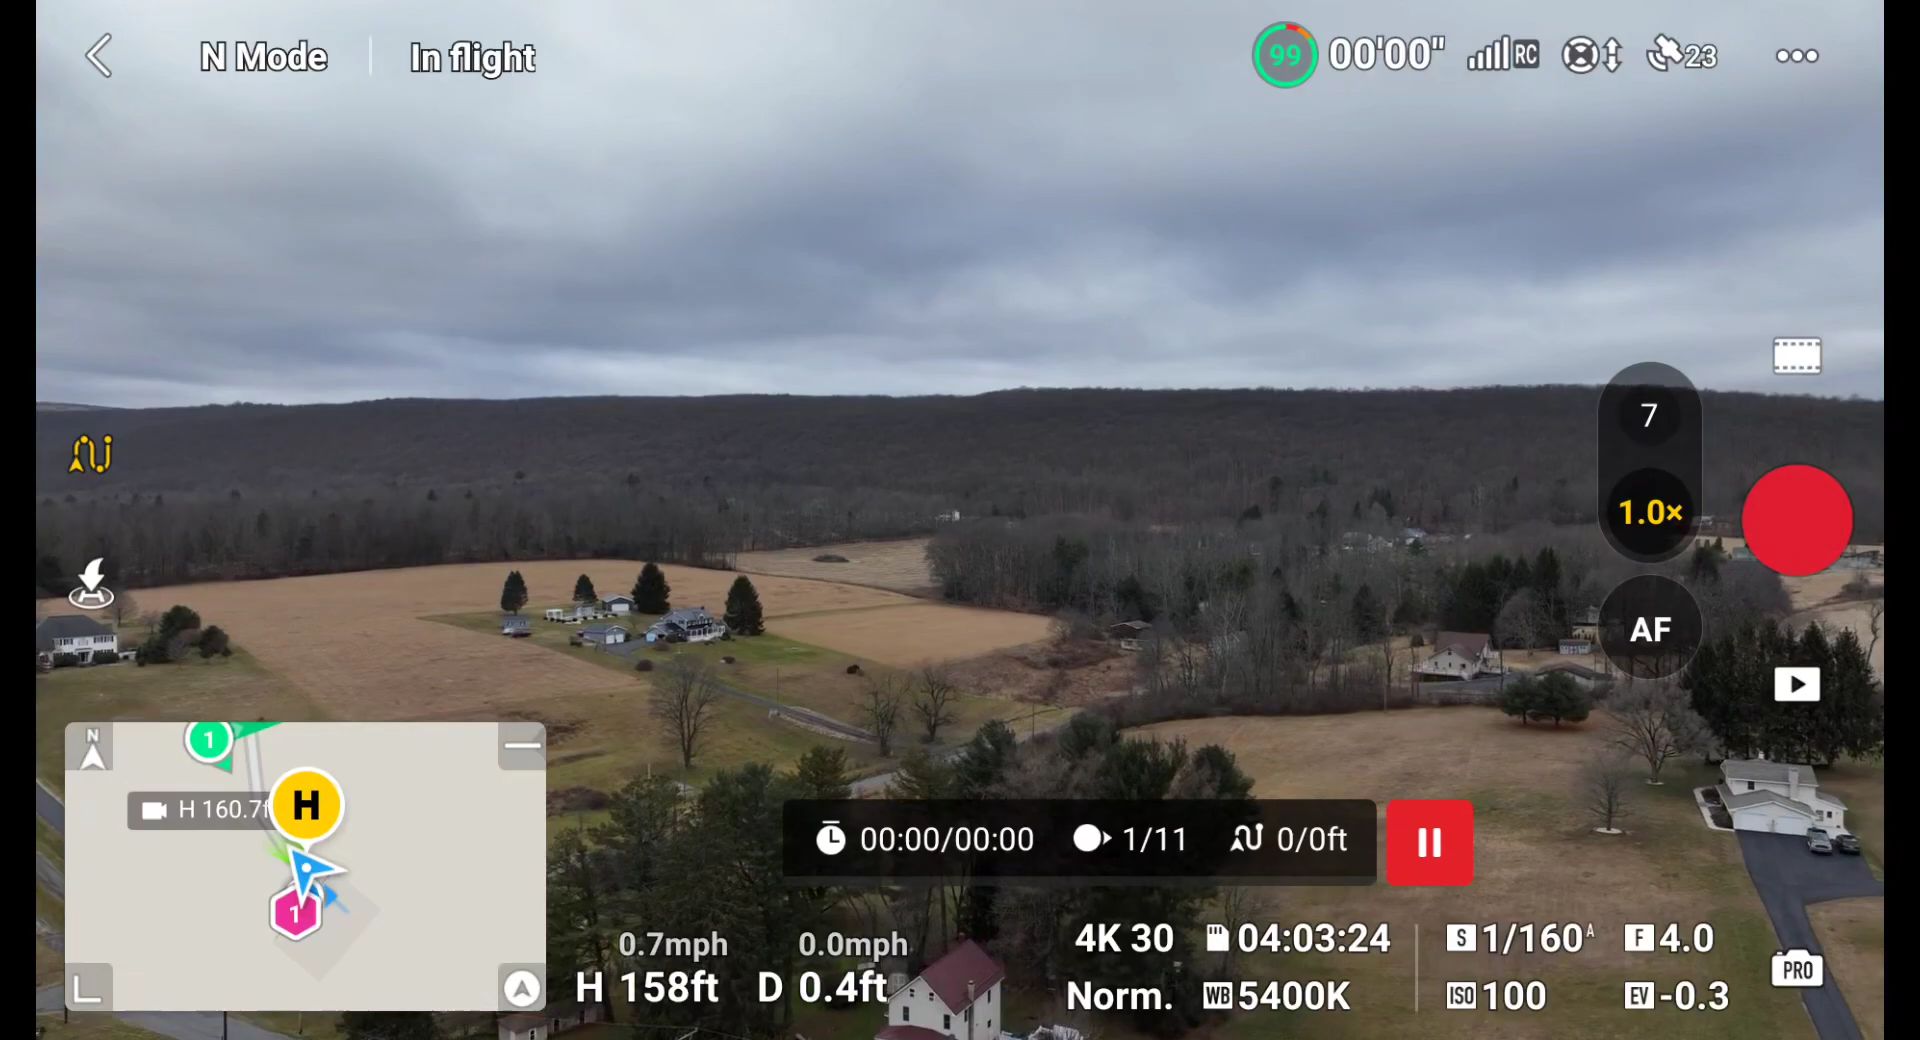 N Mode
In flight
99
00'00"
RC
23
7
1.0×
AF
N
1
H 160.7f
H
1
00:00/00:00
1/11
0/0ft
0.7mph
0.0mph
H 158ft
D 0.4ft
4K 30
04:03:24
S 1/160 A
F 4.0
Norm.
WB 5400K
ISO 100
EV -0.3
PRO